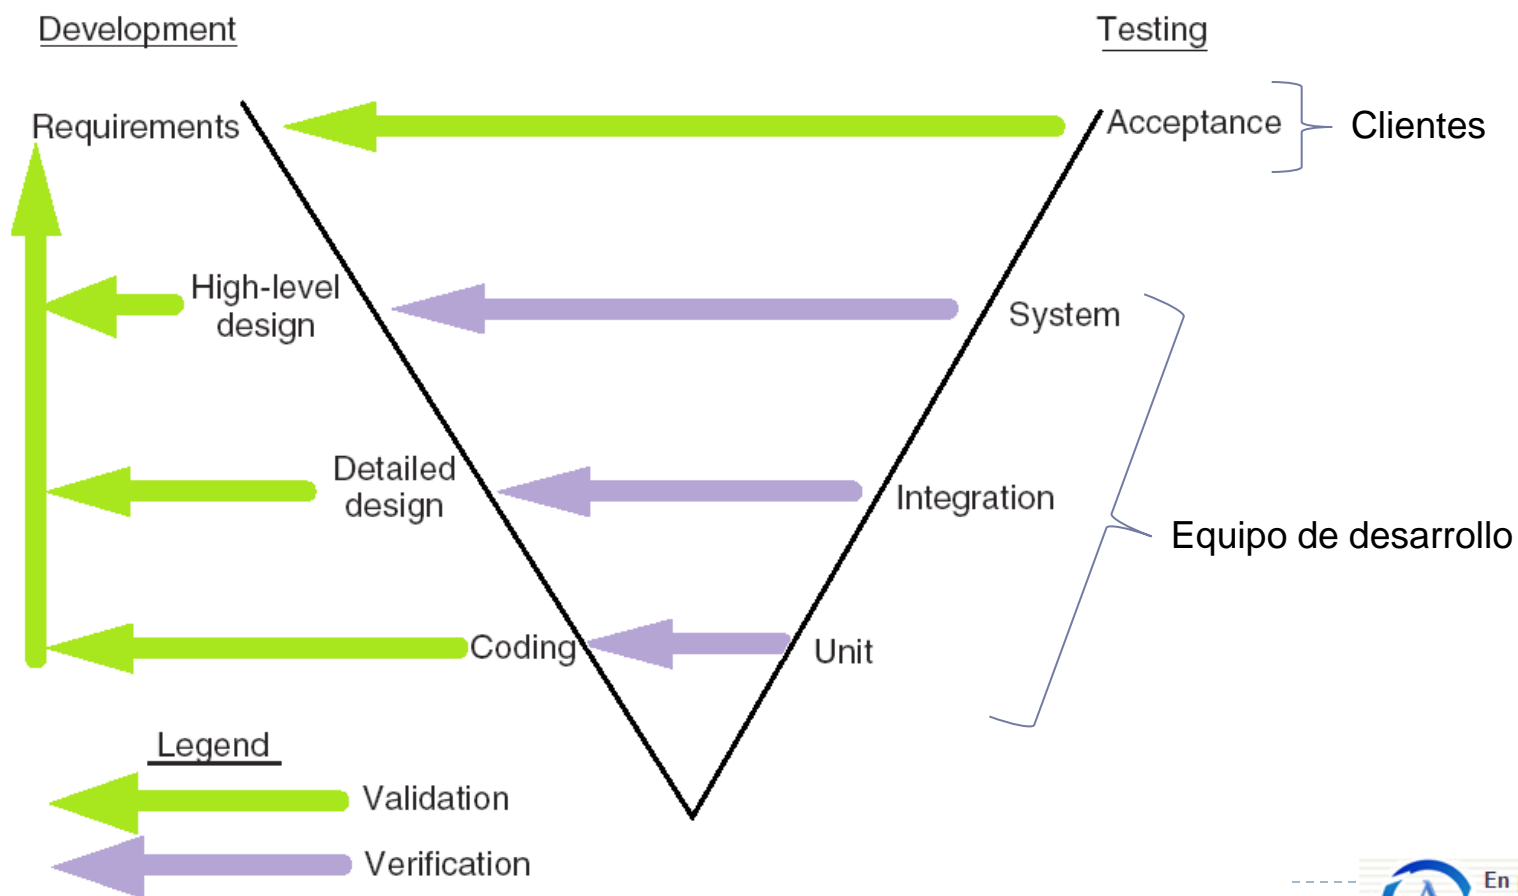 Development
Testing
Requirements
Acceptance
Clientes
High-level
design
System
Detailed
design
Integration
Equipo de desarrollo
Coding
Unit
Legend
Validation
Verification
En